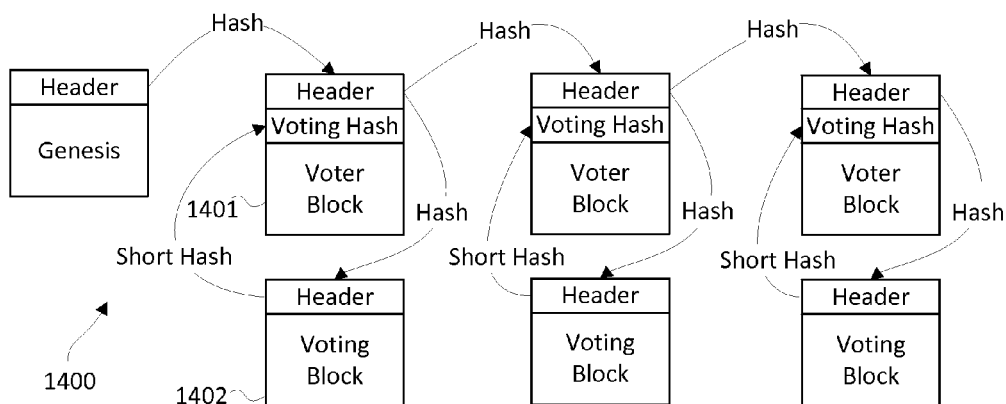 Hash
Hash
Hash
Header
Genesis
Header
Voting Hash
Voter
Block
Header
Voting Hash
Voter
Block
Header
Voting Hash
Voter
Block
1401
Hash
Hash
Hash
Short Hash
Short Hash
Short Hash
Header
Voting
Block
Header
Voting
Block
Header
Voting
Block
1400
1402